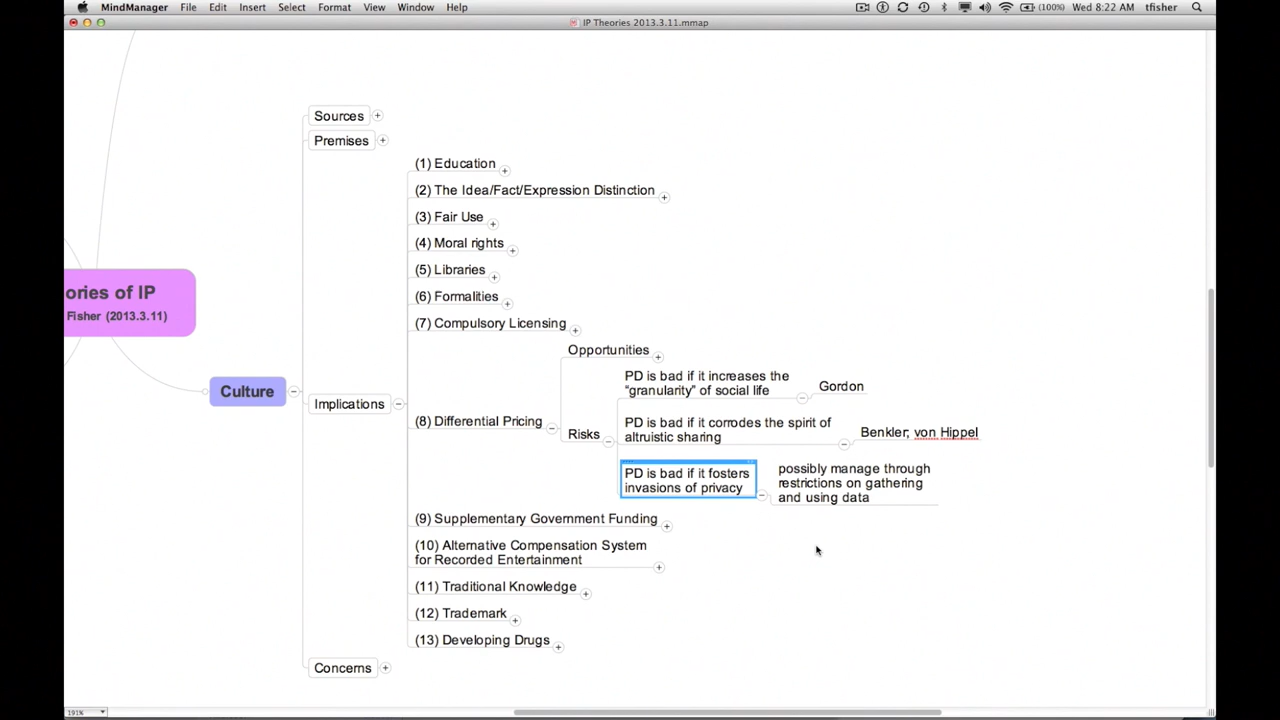 MindManager File Edit Insert Select Format View Window Help (100%) Wed 8:22 AM tfisher
IP Theories 2013.3.11.mmap
Sources
Premises
(1) Education
(2) The Idea/Fact/Expression Distinction
(3) Fair Use
(4) Moral rights
(5) Libraries
(6) Formalities
(7) Compulsory Licensing
Opportunities
PD is bad if it increases the
“granularity” of social life
Gordon
ories of IP
Fisher (2013.3.11)
Culture
Implications
(8) Differential Pricing
Risks
PD is bad if it corrodes the spirit of
altruistic sharing
Benkler; von Hippel
PD is bad if it fosters
invasions of privacy
possibly manage through
restrictions on gathering
and using data
(9) Supplementary Government Funding
(10) Alternative Compensation System
for Recorded Entertainment
(11) Traditional Knowledge
(12) Trademark
(13) Developing Drugs
Concerns
191%